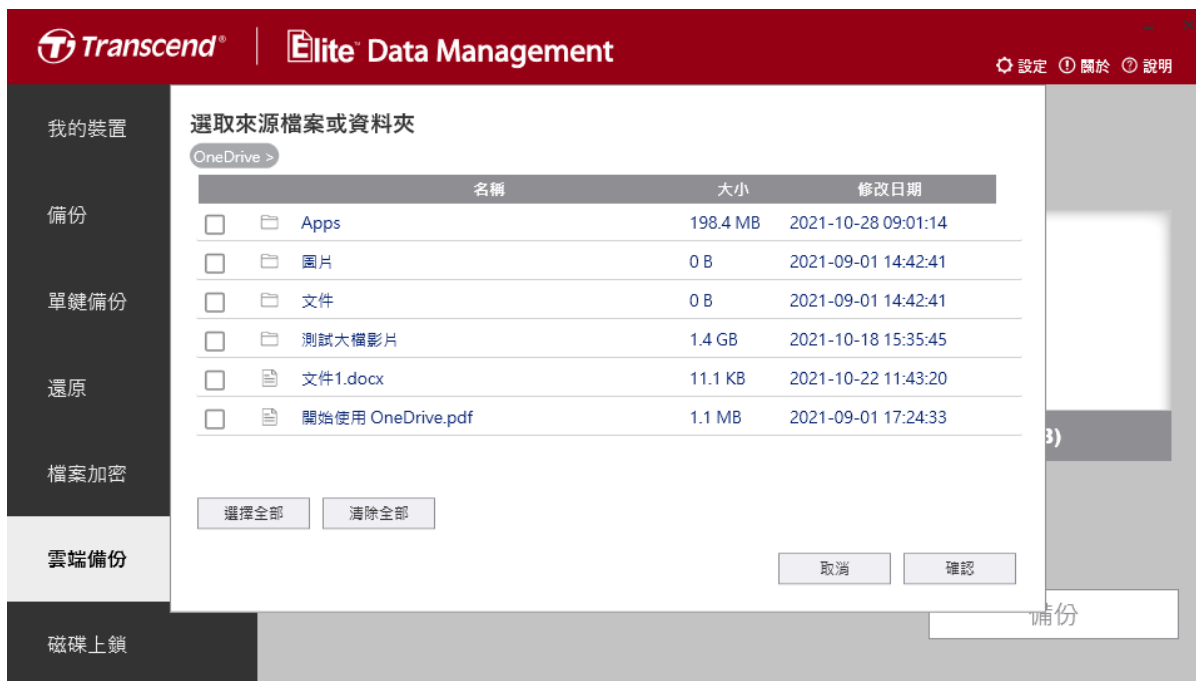 Transcend®
Elite™ Data Management
設定 關於 說明
我的裝置
備份
單鍵備份
還原
檔案加密
雲端備份
磁碟上鎖
選取來源檔案或資料夾
OneDrive >
名稱 大小 修改日期
Apps 198.4 MB 2021-10-28 09:01:14
圖片 0 B 2021-09-01 14:42:41
文件 0 B 2021-09-01 14:42:41
測試大檔影片 1.4 GB 2021-10-18 15:35:45
文件1.docx 11.1 KB 2021-10-22 11:43:20
開始使用 OneDrive.pdf 1.1 MB 2021-09-01 17:24:33
選擇全部 清除全部
取消 確認
備份